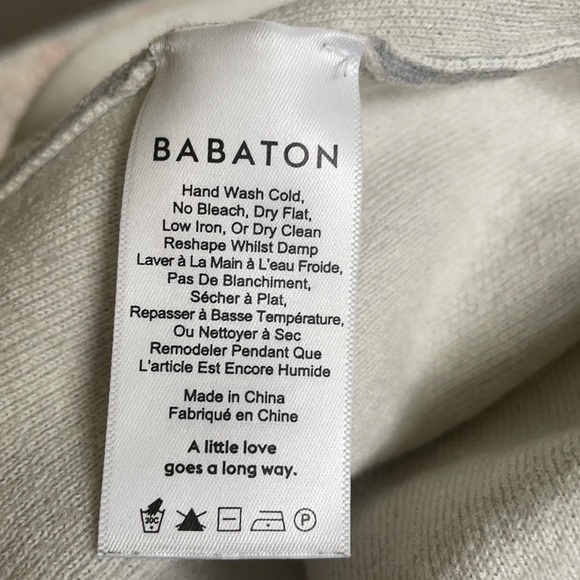 BABATON
Hand Wash Cold,
No Bleach, Dry Flat,
Low Iron, Or Dry Clean
Reshape Whilst Damp
Laver à La Main à L'eau Froide,
Pas De Blanchiment,
Sécher à Plat,
Repasser à Basse Température,
Ou Nettoyer à Sec
Remodeler Pendant Que
L'article Est Encore Humide
Made in China
Fabriqué en Chine
A little love
goes a long way.
30C P